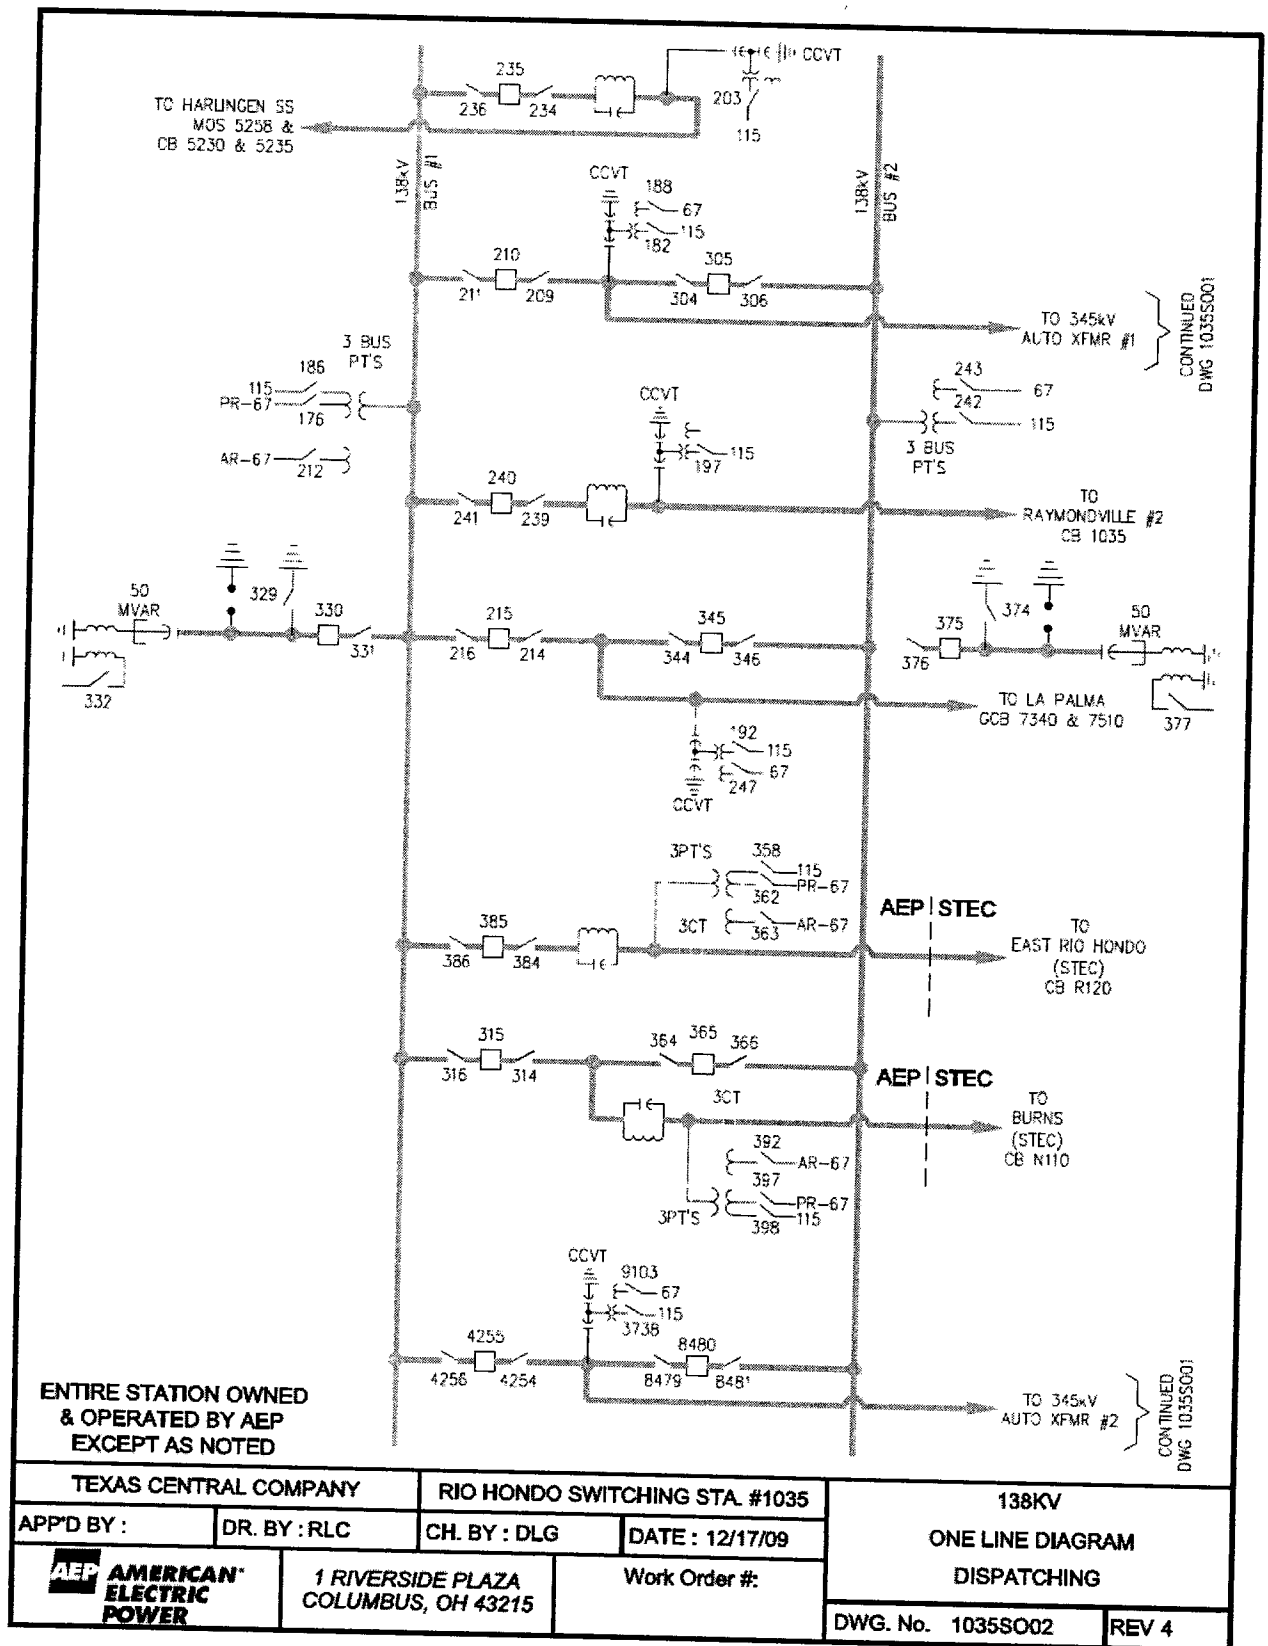 235
CCVT
236
234
203
115
TO HARLINGEN SS
MOS 5258 &
CB 5230 & 5235
138kV
BUS #1
138kV
BUS #2
CCVT
188
67
115
182
210
211
209
305
304
306
TO 345kV
AUTO XFMR #1
CONTINUED
DWG 1035SO01
3 BUS
PT'S
186
115
PR-67
176
AR-67
212
CCVT
115
197
243
67
242
115
3 BUS
PT'S
240
241
239
TO
RAYMONDVILLE #2
CB 1035
50
MVAR
329
330
331
332
215
216
214
345
344
346
374
375
376
50
MVAR
377
TO LA PALMA
GCB 7340 & 7510
192
115
67
247
CCVT
3PT'S
358
115
PR-67
362
3CT
363
AR-67
AEP | STEC
385
386
384
TO
EAST RIO HONDO
(STEC)
CB R120
315
316
314
364
365
366
AEP | STEC
3CT
TO
BURNS
(STEC)
CB N110
392
AR-67
397
PR-67
115
3PT'S
398
CCVT
9103
67
115
3738
4255
4256
4254
8480
8479
8481
TO 345kV
AUTO XFMR #2
CONTINUED
DWG 1035SO01
ENTIRE STATION OWNED
& OPERATED BY AEP
EXCEPT AS NOTED
TEXAS CENTRAL COMPANY
RIO HONDO SWITCHING STA. #1035
138KV
ONE LINE DIAGRAM
DISPATCHING
APP'D BY :
DR. BY : RLC
CH. BY : DLG
DATE : 12/17/09
AEP AMERICAN
ELECTRIC
POWER
1 RIVERSIDE PLAZA
COLUMBUS, OH 43215
Work Order #:
DWG. No. 1035SO02
REV 4